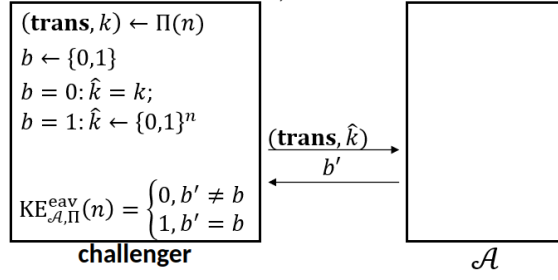 (trans, k) ← Π(n)
b ← {0,1}
b = 0: k̂ = k;
b = 1: k̂ ← {0,1}ⁿ
(trans, k̂)
b′
KE^eav_𝒜,Π(n) = {0, b′ ≠ b
1, b′ = b
challenger
𝒜